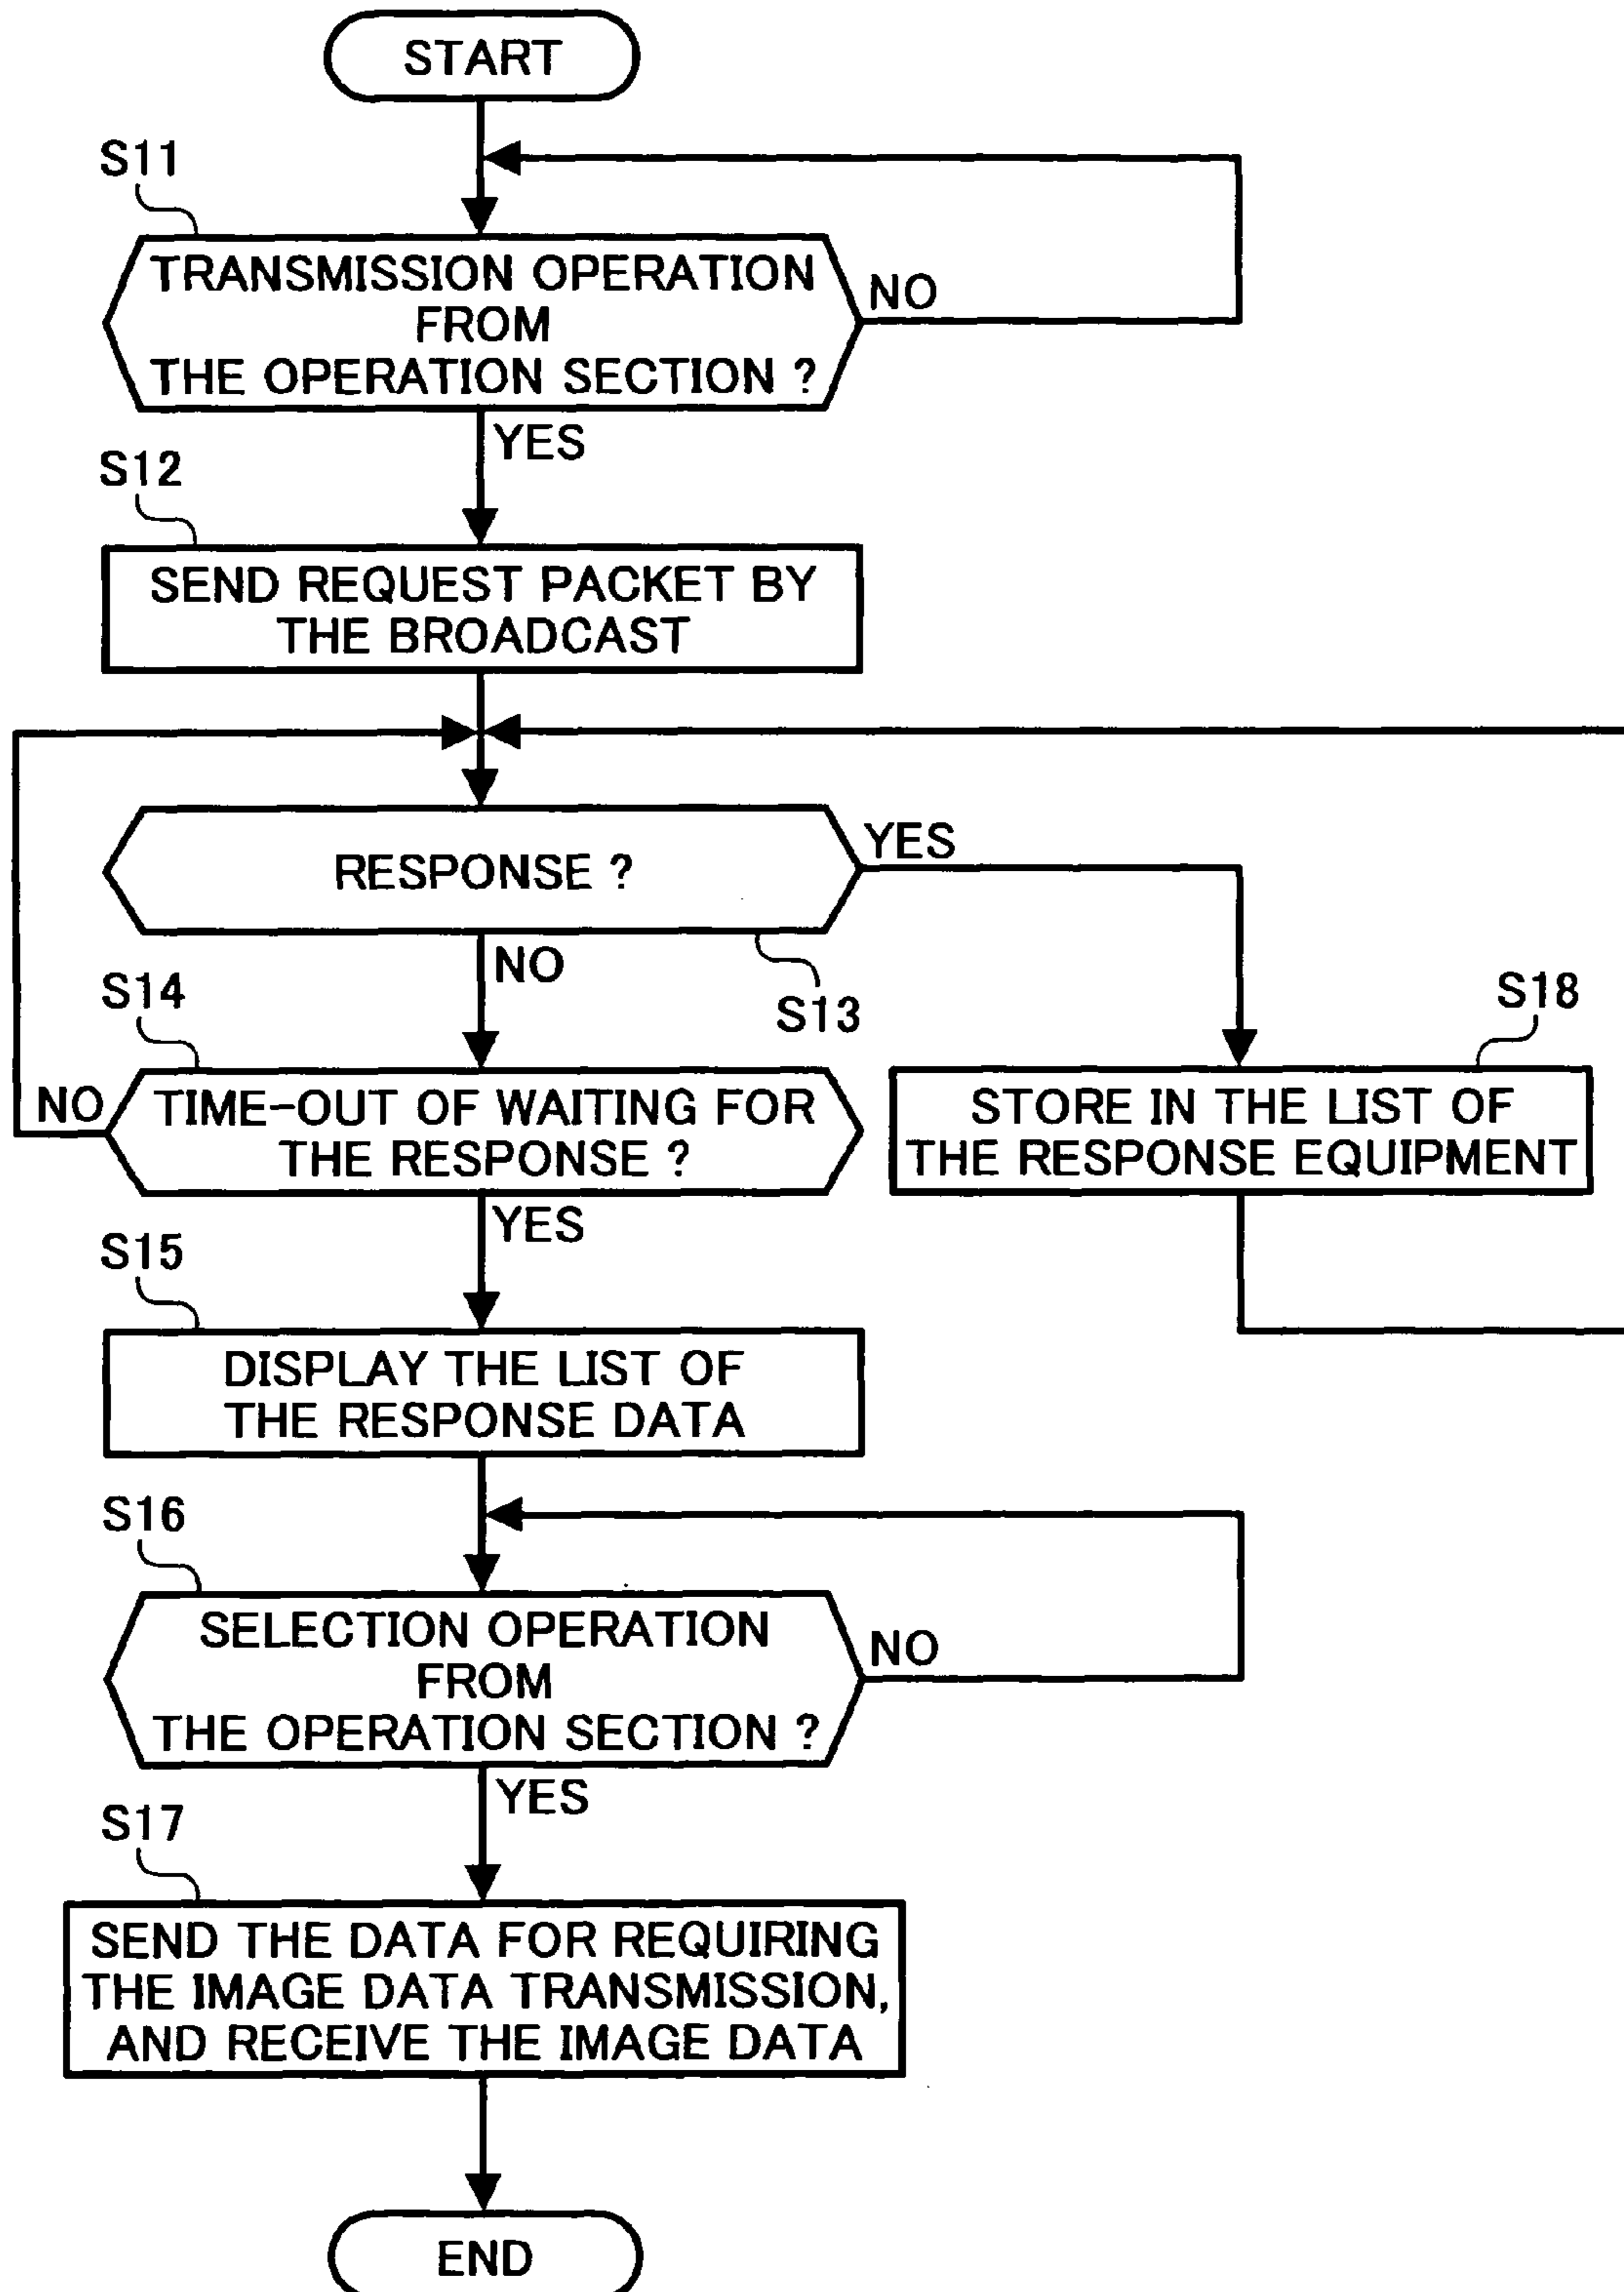 START
S11
TRANSMISSION OPERATION
FROM
THE OPERATION SECTION ?
NO
YES
S12
SEND REQUEST PACKET BY
THE BROADCAST
RESPONSE ?
YES
NO
S13
S14
TIME-OUT OF WAITING FOR
THE RESPONSE ?
NO
YES
S18
STORE IN THE LIST OF
THE RESPONSE EQUIPMENT
S15
DISPLAY THE LIST OF
THE RESPONSE DATA
S16
SELECTION OPERATION
FROM
THE OPERATION SECTION ?
NO
YES
S17
SEND THE DATA FOR REQUIRING
THE IMAGE DATA TRANSMISSION,
AND RECEIVE THE IMAGE DATA
END